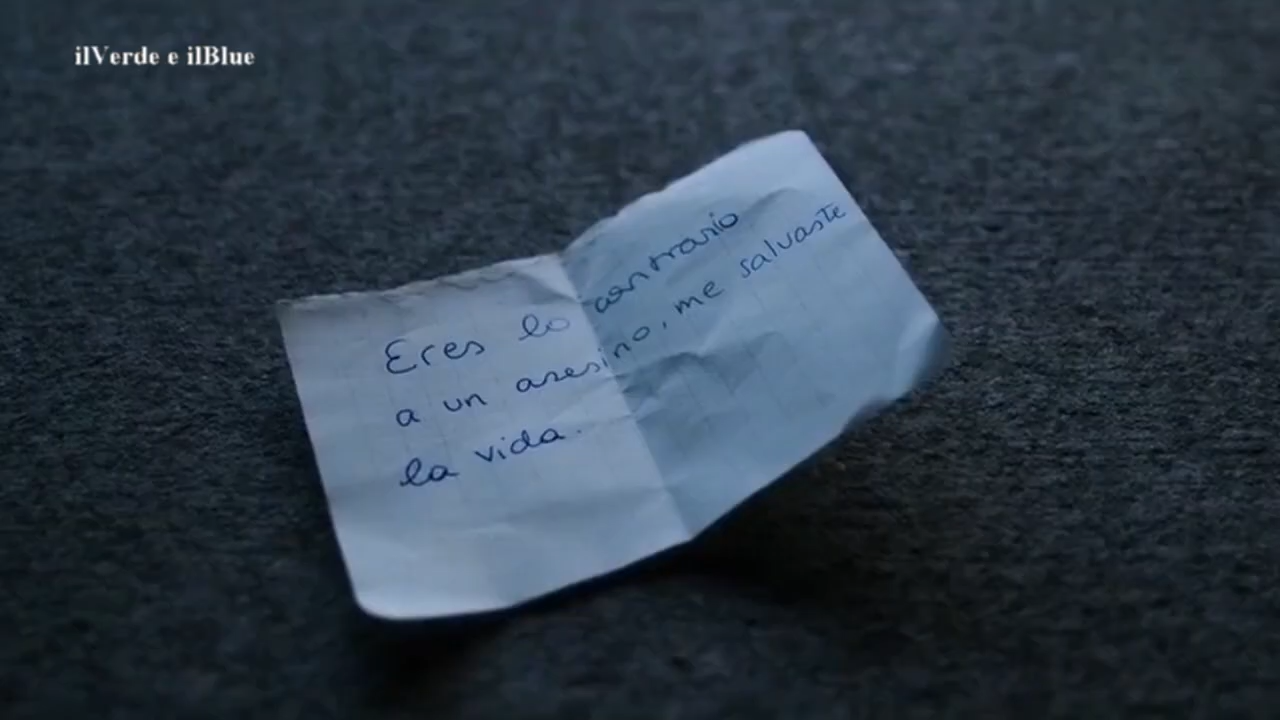 ilVerde e ilBlue
Eres lo contrario
a un asesino, me salvaste
la vida.